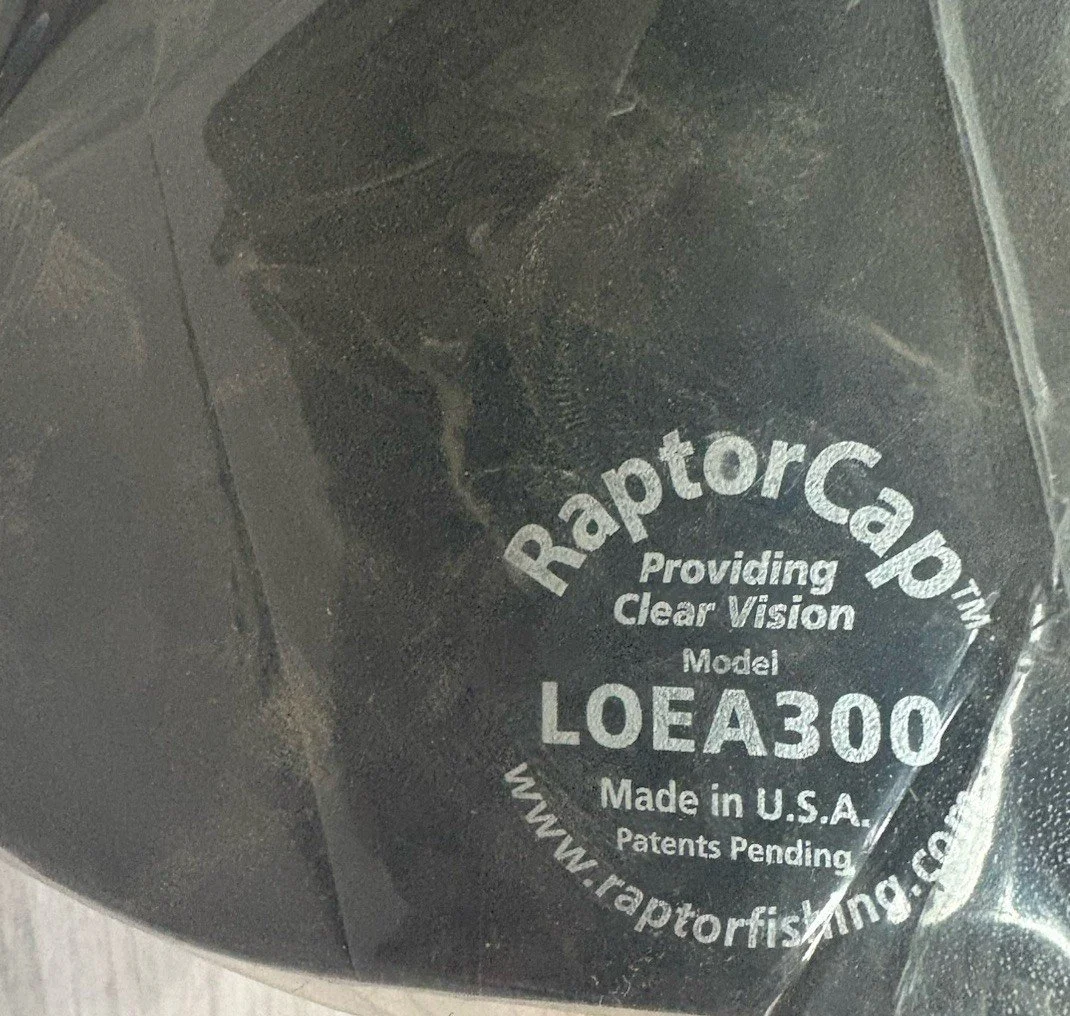 RaptorCap™
Providing
Clear Vision
Model
LOEA300
Made in U.S.A.
Patents Pending
www.raptorfishing.com